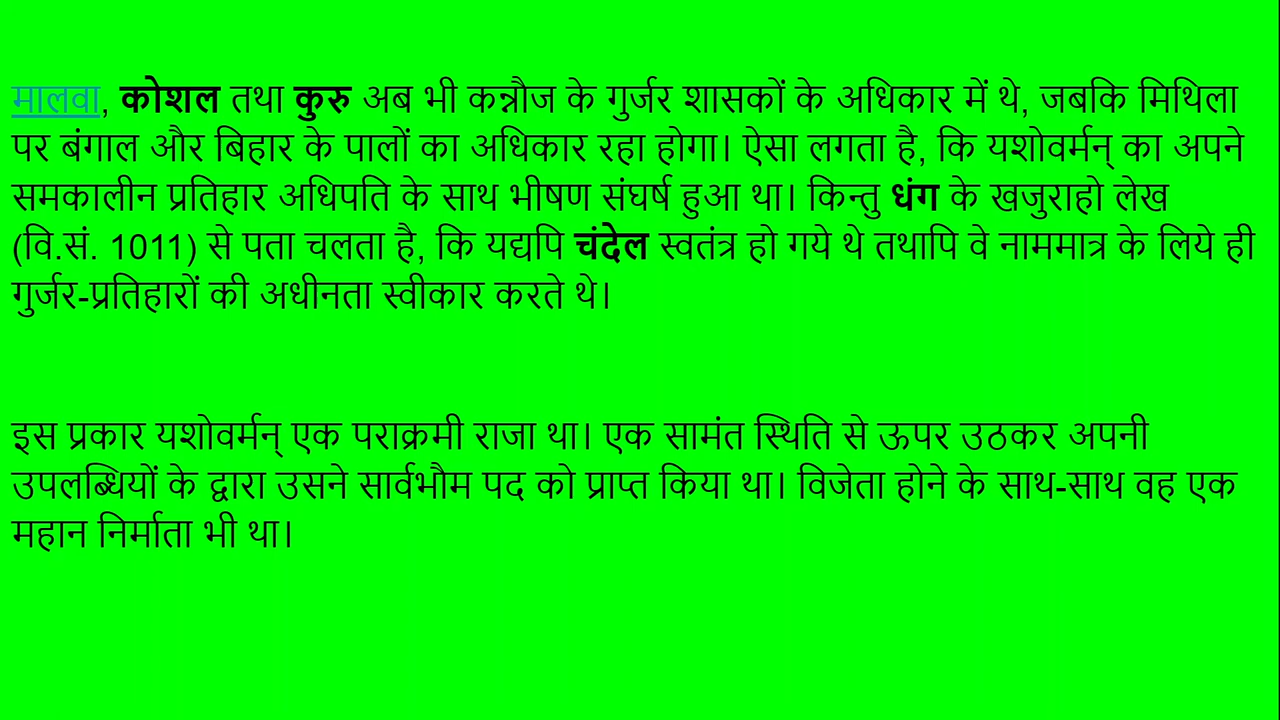 मालवा, कोशल तथा कुरु अब भी कन्नौज के गुर्जर शासकों के अधिकार में थे, जबकि मिथिला
पर बंगाल और बिहार के पालों का अधिकार रहा होगा। ऐसा लगता है, कि यशोवर्मन् का अपने
समकालीन प्रतिहार अधिपति के साथ भीषण संघर्ष हुआ था। किन्तु धंग के खजुराहो लेख
(वि.सं. 1011) से पता चलता है, कि यद्यपि चंदेल स्वतंत्र हो गये थे तथापि वे नाममात्र के लिये ही
गुर्जर-प्रतिहारों की अधीनता स्वीकार करते थे।
इस प्रकार यशोवर्मन् एक पराक्रमी राजा था। एक सामंत स्थिति से ऊपर उठकर अपनी
उपलब्धियों के द्वारा उसने सार्वभौम पद को प्राप्त किया था। विजेता होने के साथ-साथ वह एक
महान निर्माता भी था।